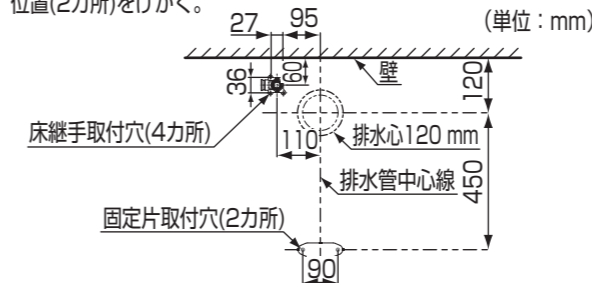 位置(2カ所)をけがく。
(単位：mm)
27
95
壁
60
36
120
床継手取付穴(4カ所)
110
排水心120 mm
排水管中心線
450
固定片取付穴(2カ所)
90